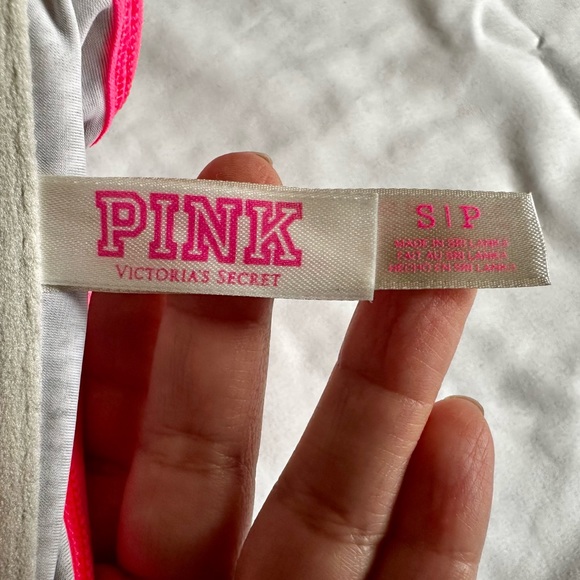 PINK
VICTORIA'S SECRET
S|P
MADE IN SRI LANKA
FAIT AU SRI LANKA
HECHO EN SRI LANKA